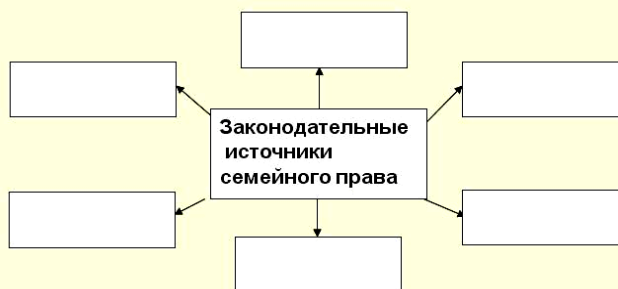 Законодательные
источники
семейного права